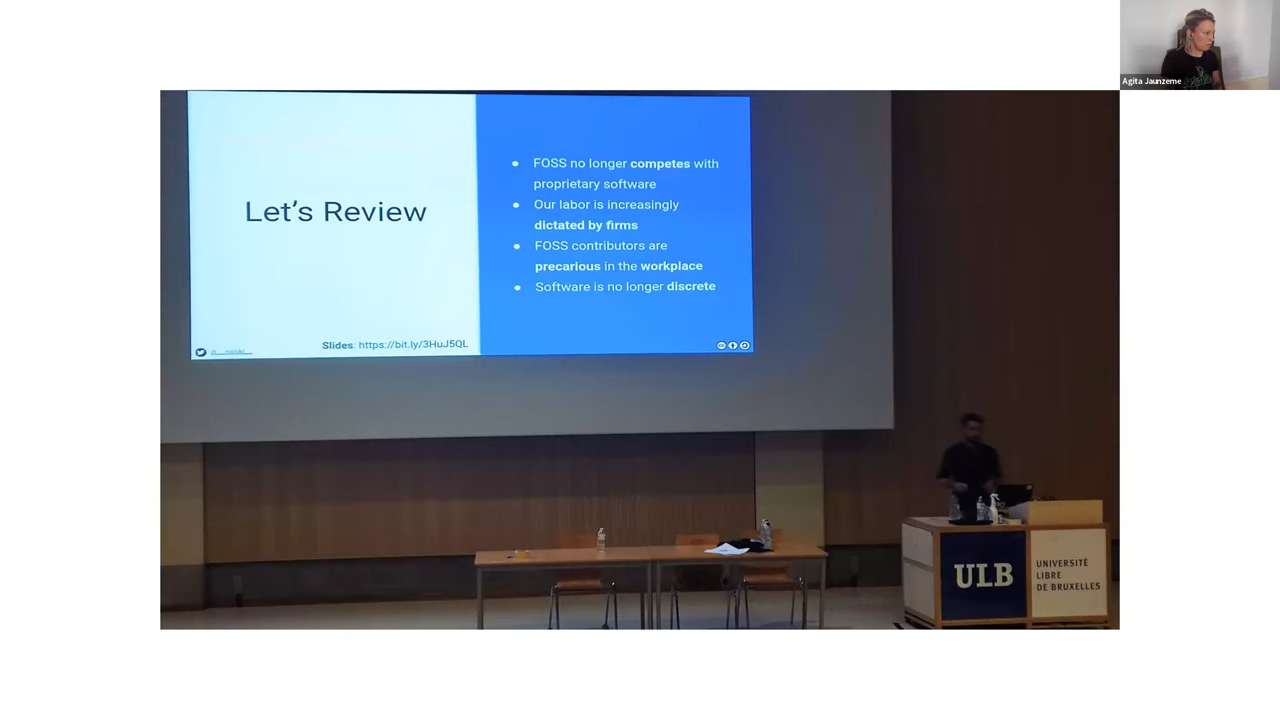 Agita Jaunzeme
Let's Review
FOSS no longer competes with
proprietary software
Our labor is increasingly
dictated by firms
FOSS contributors are
precarious in the workplace
Software is no longer discrete
Slides: https://bit.ly/3HuJ5QL
ULB
UNIVERSITÉ
LIBRE
DE BRUXELLES